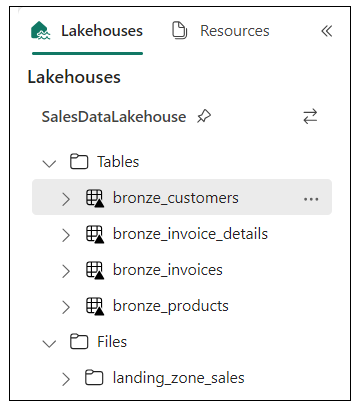 Lakehouses Resources
Lakehouses
SalesDataLakehouse
Tables
bronze_customers
bronze_invoice_details
bronze_invoices
bronze_products
Files
landing_zone_sales